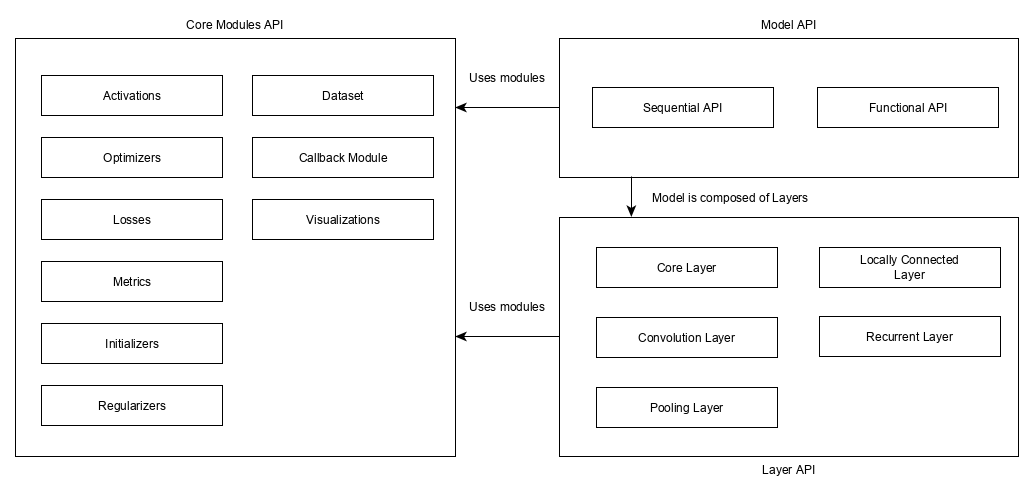 Core Modules API
Activations
Dataset
Optimizers
Callback Module
Losses
Visualizations
Metrics
Initializers
Regularizers
Uses modules
Uses modules
Model API
Sequential API
Functional API
Model is composed of Layers
Core Layer
Locally Connected
Layer
Convolution Layer
Recurrent Layer
Pooling Layer
Layer API